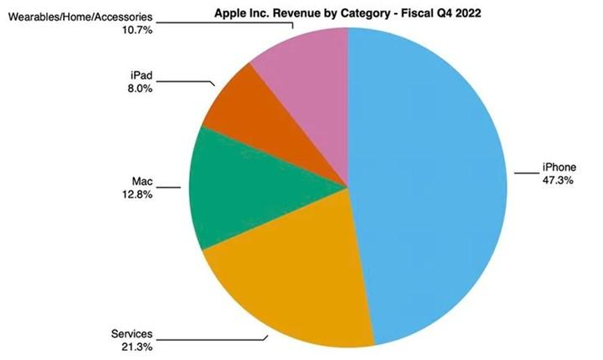 Apple Inc. Revenue by Category - Fiscal Q4 2022
Wearables/Home/Accessories
10.7%
iPad
8.0%
Mac
12.8%
Services
21.3%
iPhone
47.3%